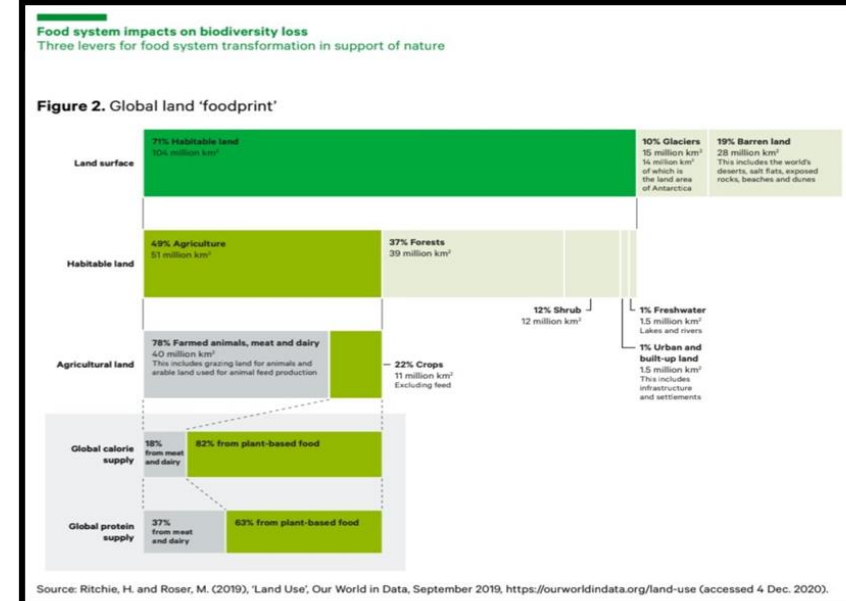 Food system impacts on biodiversity loss
Three levers for food system transformation in support of nature
Figure 2. Global land ‘foodprint’
Land surface
71% Habitable land
104 million km²
10% Glaciers
15 million km²
14 million km²
of which is
the land area
of Antarctica
19% Barren land
28 million km²
This includes the world's
deserts, salt flats, exposed
rocks, beaches and dunes
Habitable land
49% Agriculture
51 million km²
37% Forests
39 million km²
12% Shrub
12 million km²
1% Freshwater
1.5 million km²
Lakes and rivers
1% Urban and
built-up land
1.5 million km²
This includes
infrastructure
and settlements
Agricultural land
78% Farmed animals, meat and dairy
40 million km²
This includes grazing land for animals and
arable land used for animal feed production
22% Crops
11 million km²
Excluding feed
Global calorie
supply
18%
from meat
and dairy
82% from plant-based food
Global protein
supply
37%
from meat
and dairy
63% from plant-based food
Source: Ritchie, H. and Roser, M. (2019), ‘Land Use’, Our World in Data, September 2019, https://ourworldindata.org/land-use (accessed 4 Dec. 2020).